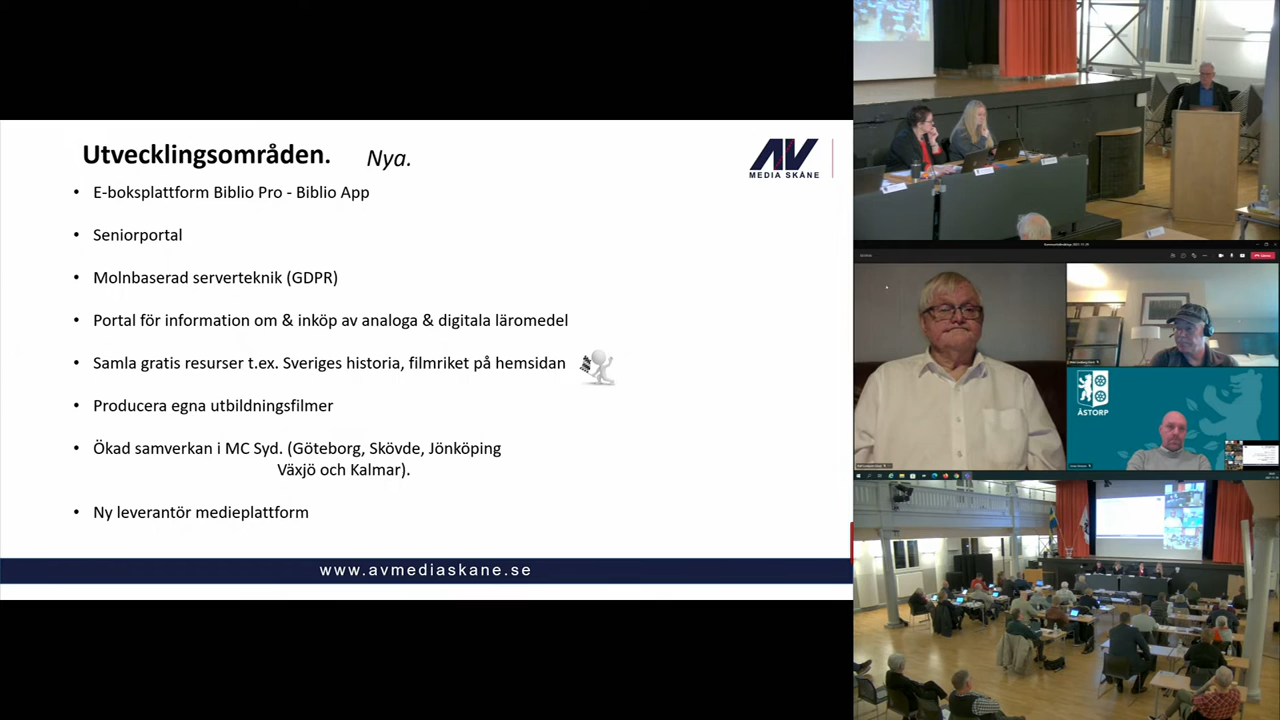 Utvecklingsområden. Nya.
AV
MEDIA SKÅNE
• E-boksplattform Biblio Pro - Biblio App
• Seniorportal
• Molnbaserad serverteknik (GDPR)
• Portal för information om & inköp av analoga & digitala läromedel
• Samla gratis resurser t.ex. Sveriges historia, filmriket på hemsidan
• Producera egna utbildningsfilmer
• Ökad samverkan i MC Syd. (Göteborg, Skövde, Jönköping
Växjö och Kalmar).
• Ny leverantör medieplattform
www.avmediaskane.se
ÅSTORP